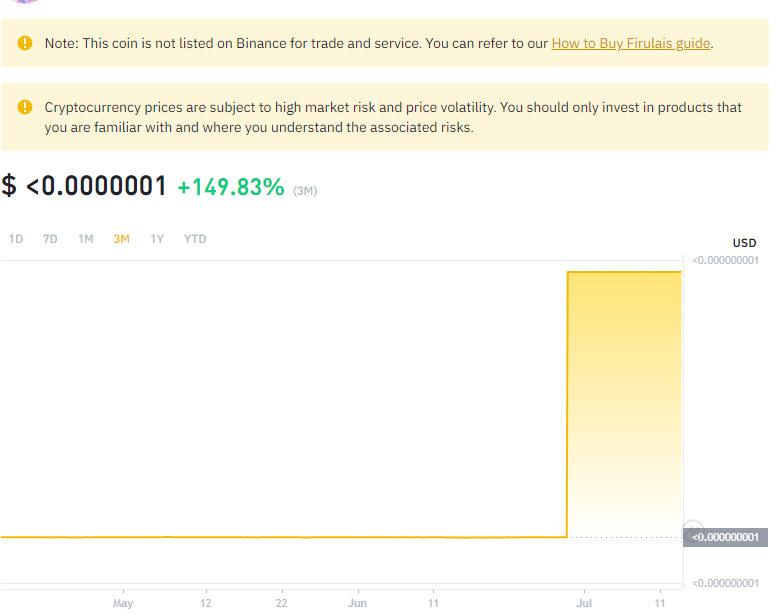 Note: This coin is not listed on Binance for trade and service. You can refer to our How to Buy Firulais guide.
Cryptocurrency prices are subject to high market risk and price volatility. You should only invest in products that
you are familiar with and where you understand the associated risks.
$ <0.0000001 +149.83% (3M)
1D 7D 1M 3M 1Y YTD
USD
<0.000000001
<0.000000001
<0.000000001
May 12 22 Jun 11 Jul 11